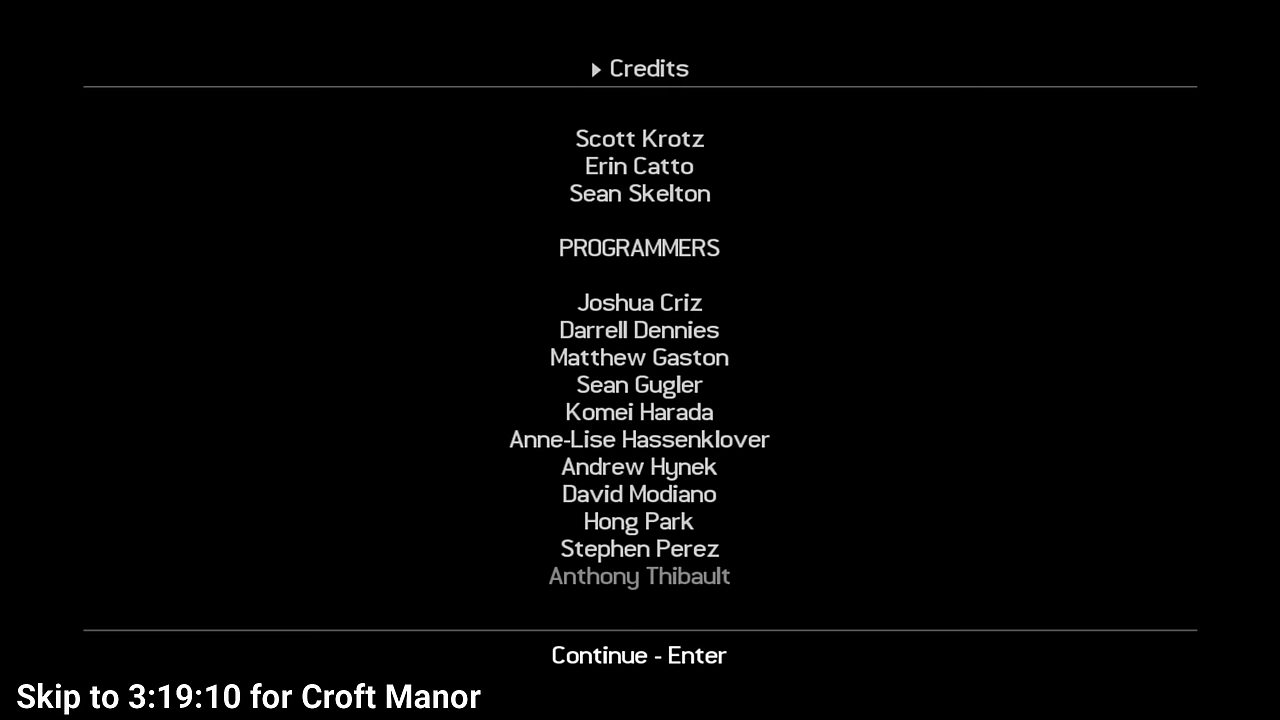 Credits
Scott Krotz
Erin Catto
Sean Skelton
PROGRAMMERS
Joshua Criz
Darrell Dennies
Matthew Gaston
Sean Gugler
Komei Harada
Anne-Lise Hassenklover
Andrew Hynek
David Modiano
Hong Park
Stephen Perez
Anthony Thibault
Continue - Enter
Skip to 3:19:10 for Croft Manor